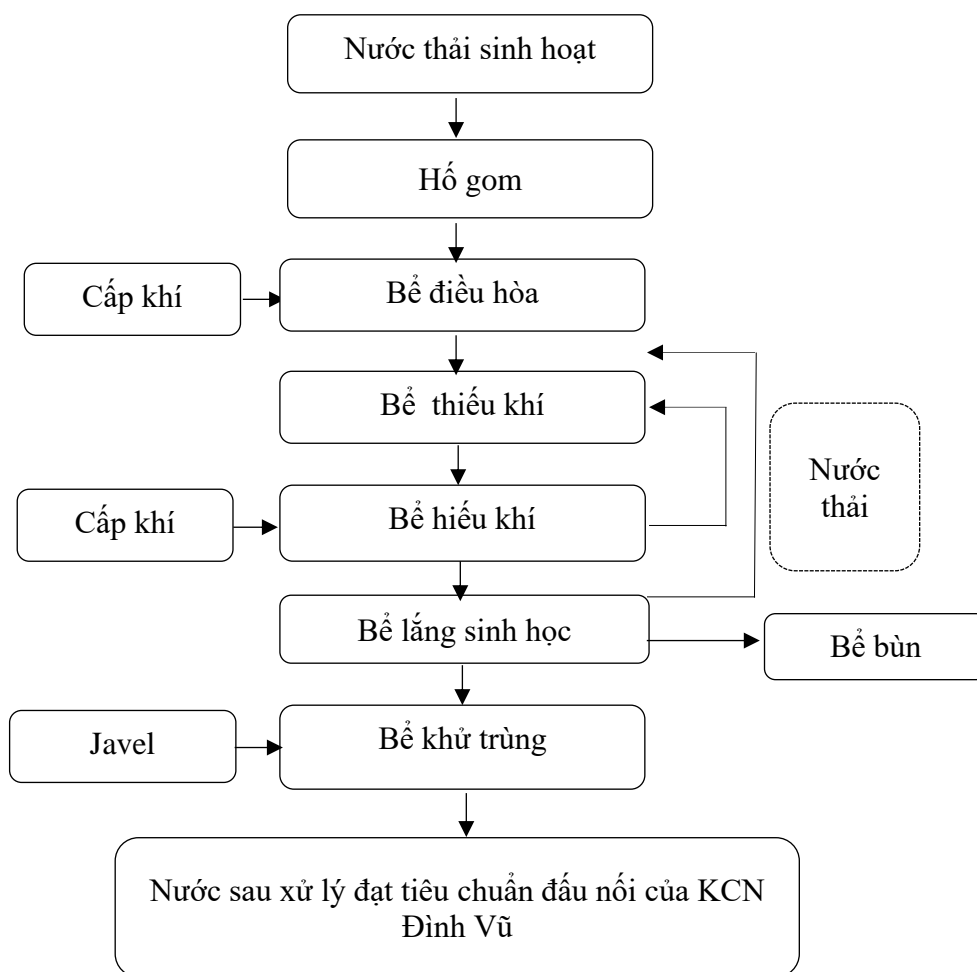 Nước thải sinh hoạt
Hố gom
Cấp khí
Bể điều hòa
Bể thiếu khí
Nước
thải
Cấp khí
Bể hiếu khí
Bể lắng sinh học
Bể bùn
Javel
Bể khử trùng
Nước sau xử lý đạt tiêu chuẩn đấu nối của KCN
Đình Vũ